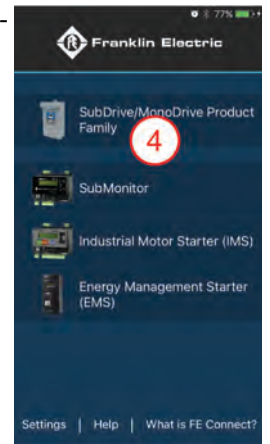 77%
Franklin Electric
SubDrive/MonoDrive Product
Family
4
SubMonitor
Industrial Motor Starter (IMS)
Energy Management Starter
(EMS)
Settings | Help | What is FE Connect?